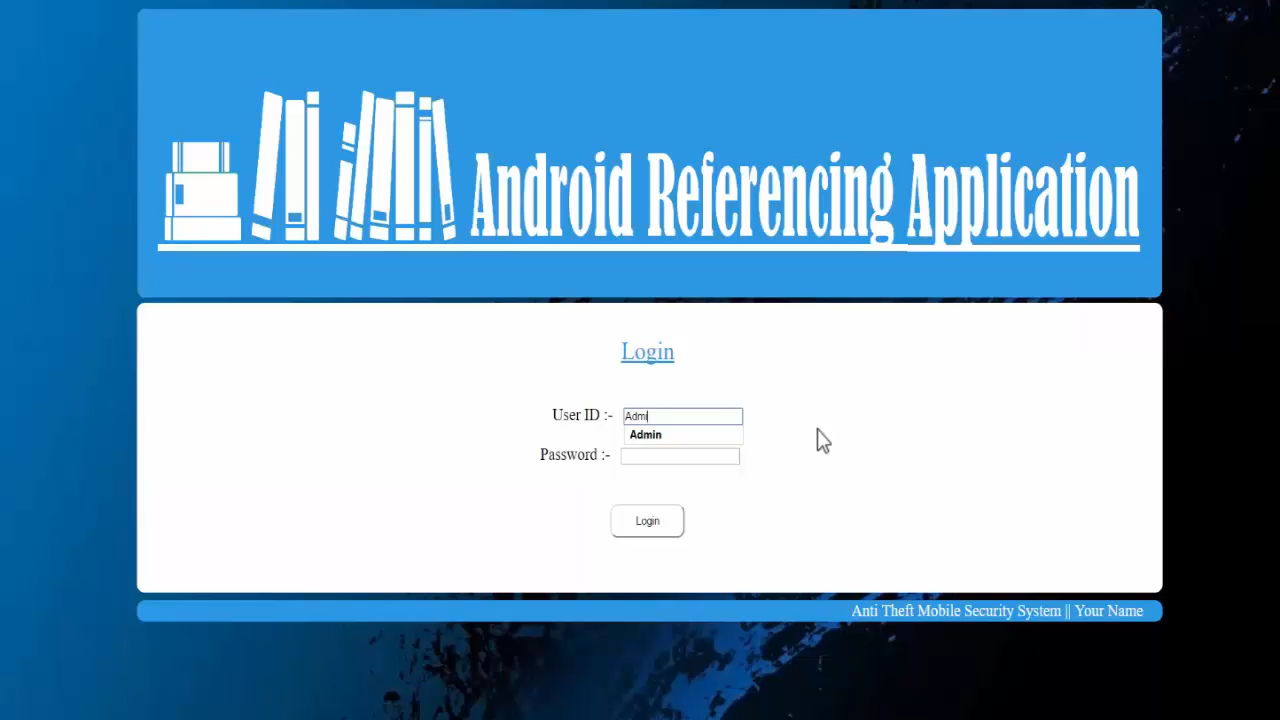 Android Referencing Application
Login
User ID :- Admi
Admin
Password :-
Login
Anti Theft Mobile Security System || Your Name